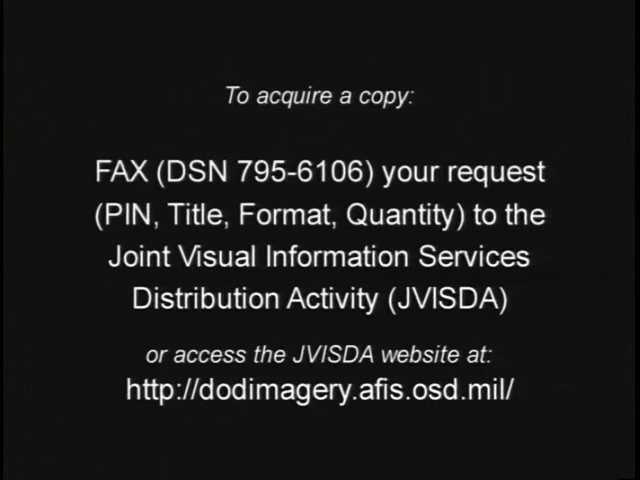 To acquire a copy:
FAX (DSN 795-6106) your request
(PIN, Title, Format, Quantity) to the
Joint Visual Information Services
Distribution Activity (JVISDA)
or access the JVISDA website at:
http://dodimagery.afis.osd.mil/